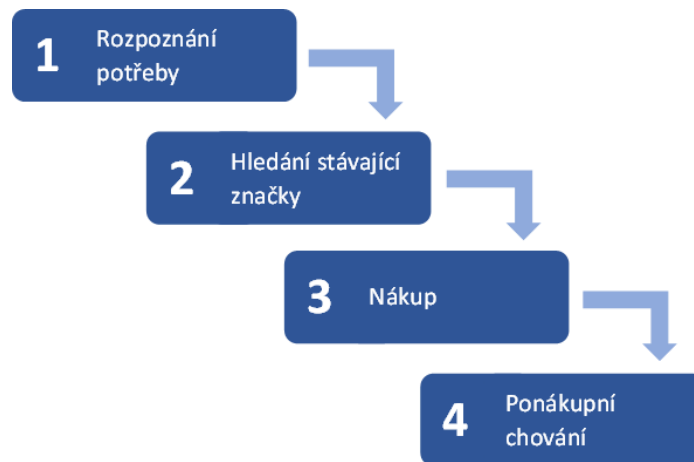 1
Rozpoznání
potřeby
2
Hledání stávající
značky
3
Nákup
4
Ponákupní
chování